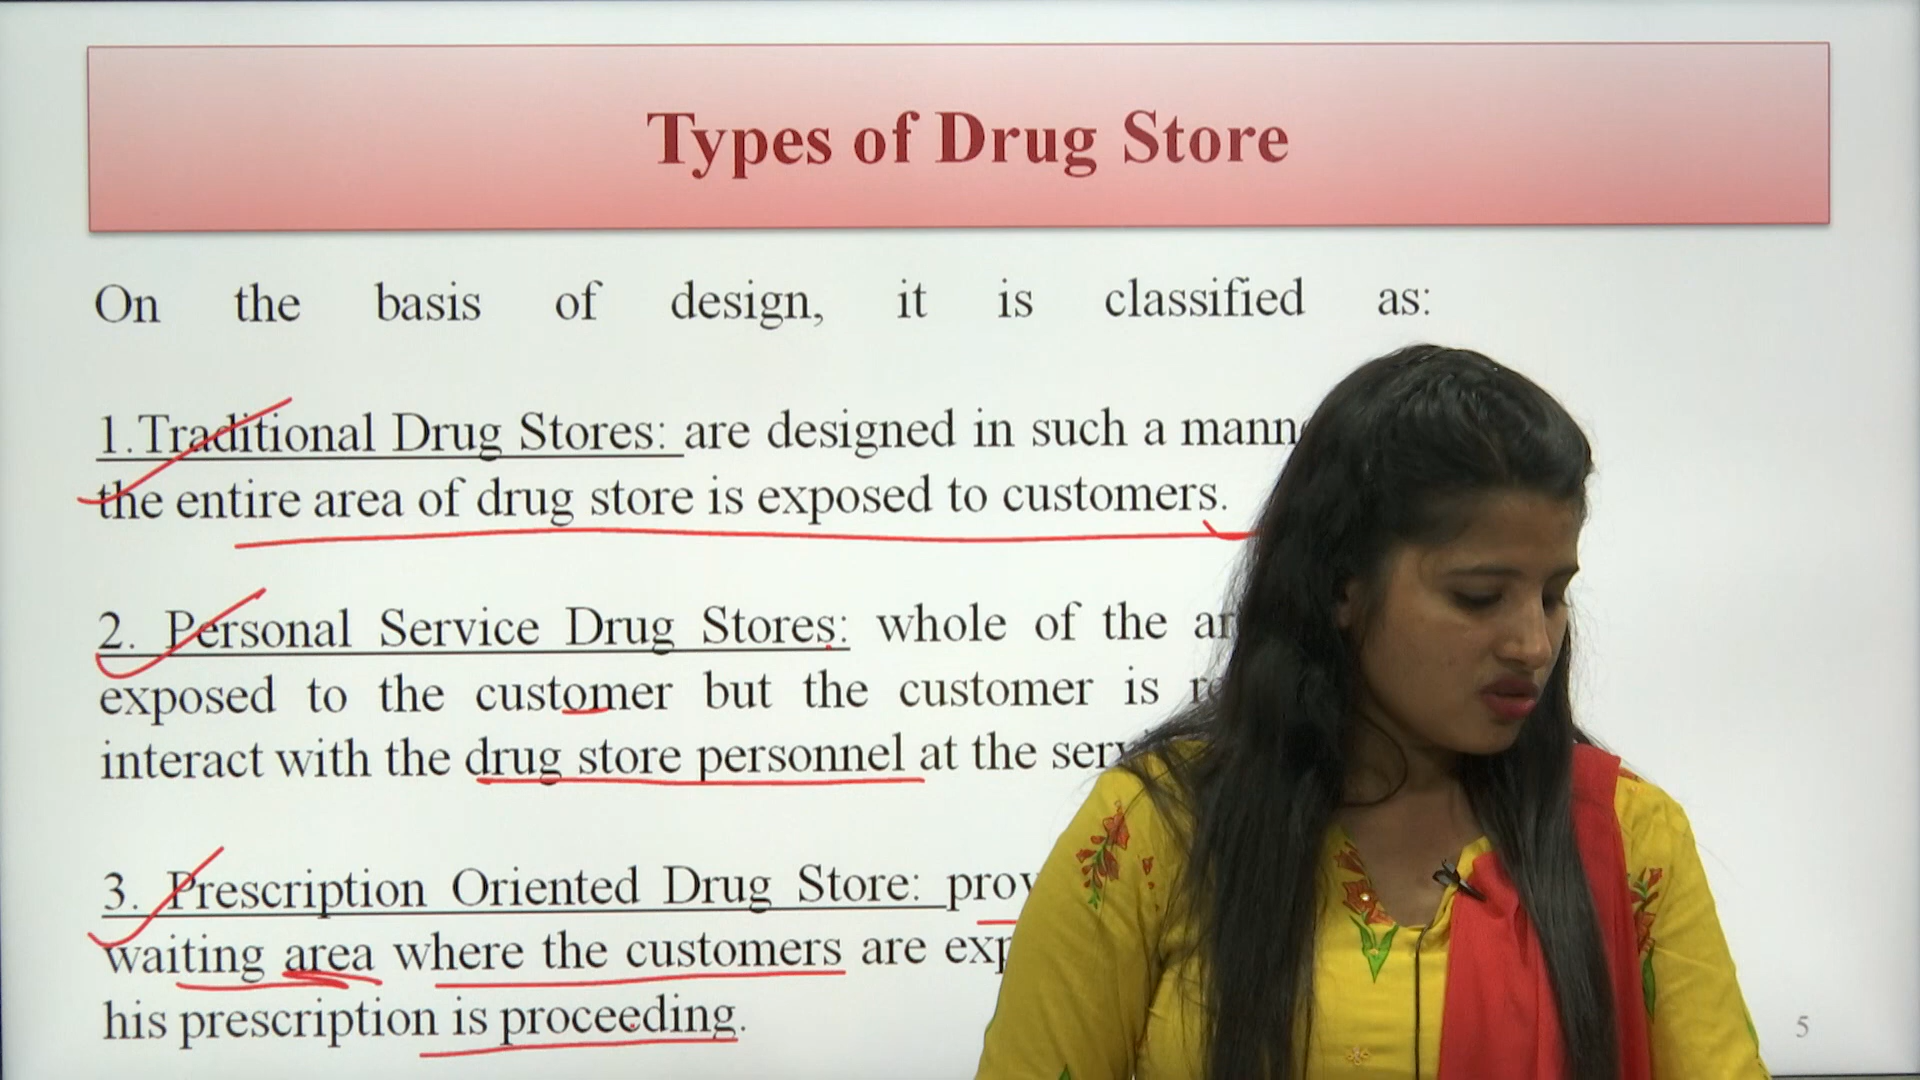 Types of Drug Store
On the basis of design, it is classified as:
1.Traditional Drug Stores: are designed in such a
the entire area of drug store is exposed to customers.
2. Personal Service Drug Stores: whole of the
exposed to the customer but the customer is
interact with the drug store personnel at the
3. Prescription Oriented Drug Store:
waiting area where the customers are
his prescription is proceeding.
5